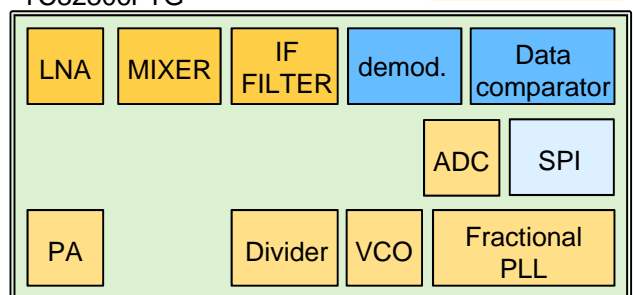 LNA
MIXER
IF
FILTER
demod.
Data
comparator
ADC
SPI
PA
Divider
VCO
Fractional
PLL